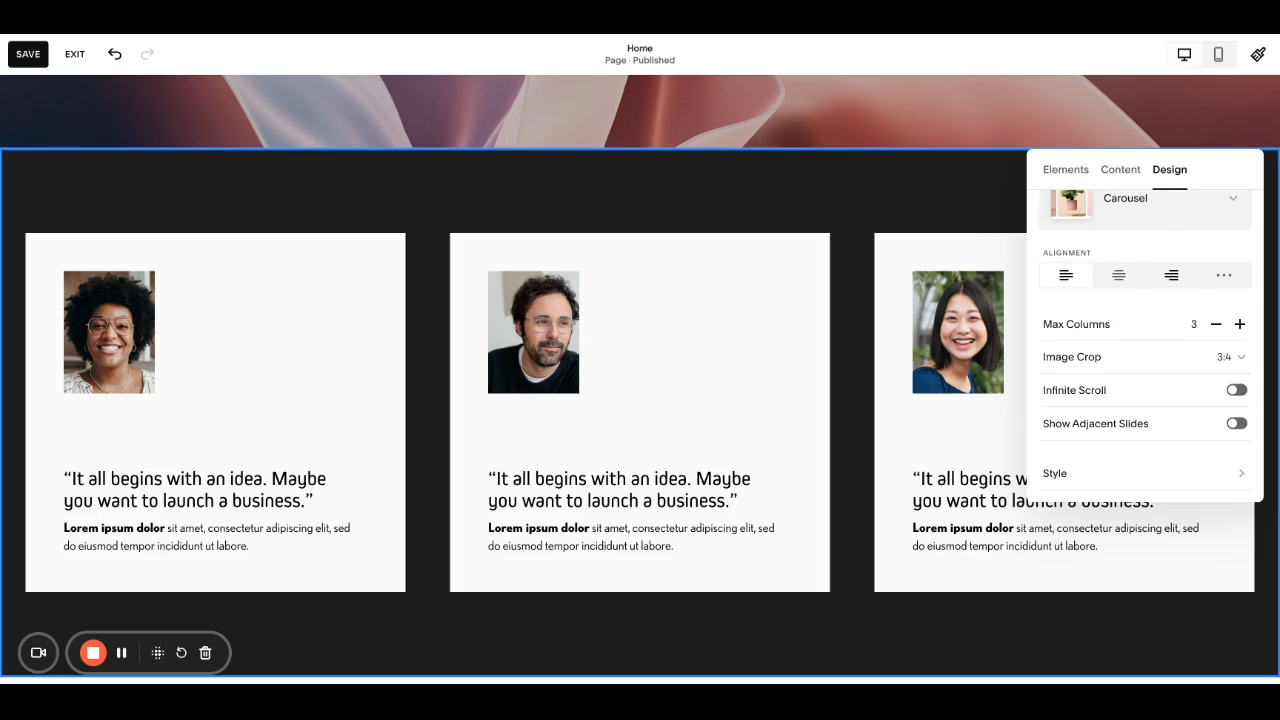 SAVE
EXIT
Home
Page · Published
Elements
Content
Design
Carousel
ALIGNMENT
Max Columns
3
Image Crop
3:4
Infinite Scroll
Show Adjacent Slides
Style
“It all begins with an idea. Maybe
you want to launch a business.”
Lorem ipsum dolor sit amet, consectetur adipiscing elit, sed
do eiusmod tempor incididunt ut labore.
“It all begins with an idea. Maybe
you want to launch a business.”
Lorem ipsum dolor sit amet, consectetur adipiscing elit, sed
do eiusmod tempor incididunt ut labore.
“It all begins w
you want to launch a business.”
Lorem ipsum dolor sit amet, consectetur adipiscing elit, sed
do eiusmod tempor incididunt ut labore.